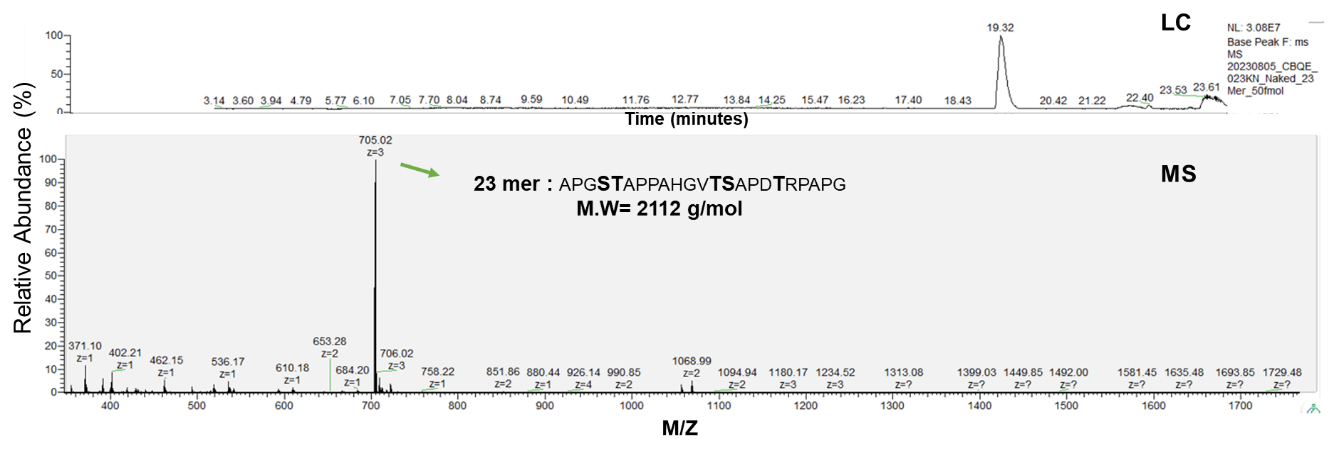 LC
NL: 3.08E7
Base Peak F: ms
MS
20230805_CBQE_
023KN_Naked_23
Mer_50fmol
Relative Abundance (%)
100
50
0
19.32
3.14 3.60 3.94 4.79 5.77 6.10 7.05 7.70 8.04 8.74 9.59 10.49 11.76 12.77 13.84 14.25 15.47 16.23 17.40 18.43 20.42 21.22 22.40 23.53 23.61
Time (minutes)
MS
705.02
z=3
23 mer : APGSTAPPAHGVTSAPDTRPAPG
M.W= 2112 g/mol
100
90
80
70
60
50
40
30
20
10
0
371.10
z=1
402.21
z=1
462.15
z=1
536.17
z=1
610.18
z=1
653.28
z=2
684.20
z=1
706.02
z=3
758.22
z=1
851.86
z=2
880.44
z=1
926.14
z=4
990.85
z=2
1068.99
z=2
1094.94
z=2
1180.17
z=3
1234.52
z=3
1313.08
z=?
1399.03
z=?
1449.85
z=?
1492.00
z=?
1581.45
z=?
1635.48
z=?
1693.85
z=?
1729.48
z=?
400 500 600 700 800 900 1000 1100 1200 1300 1400 1500 1600 1700
M/Z